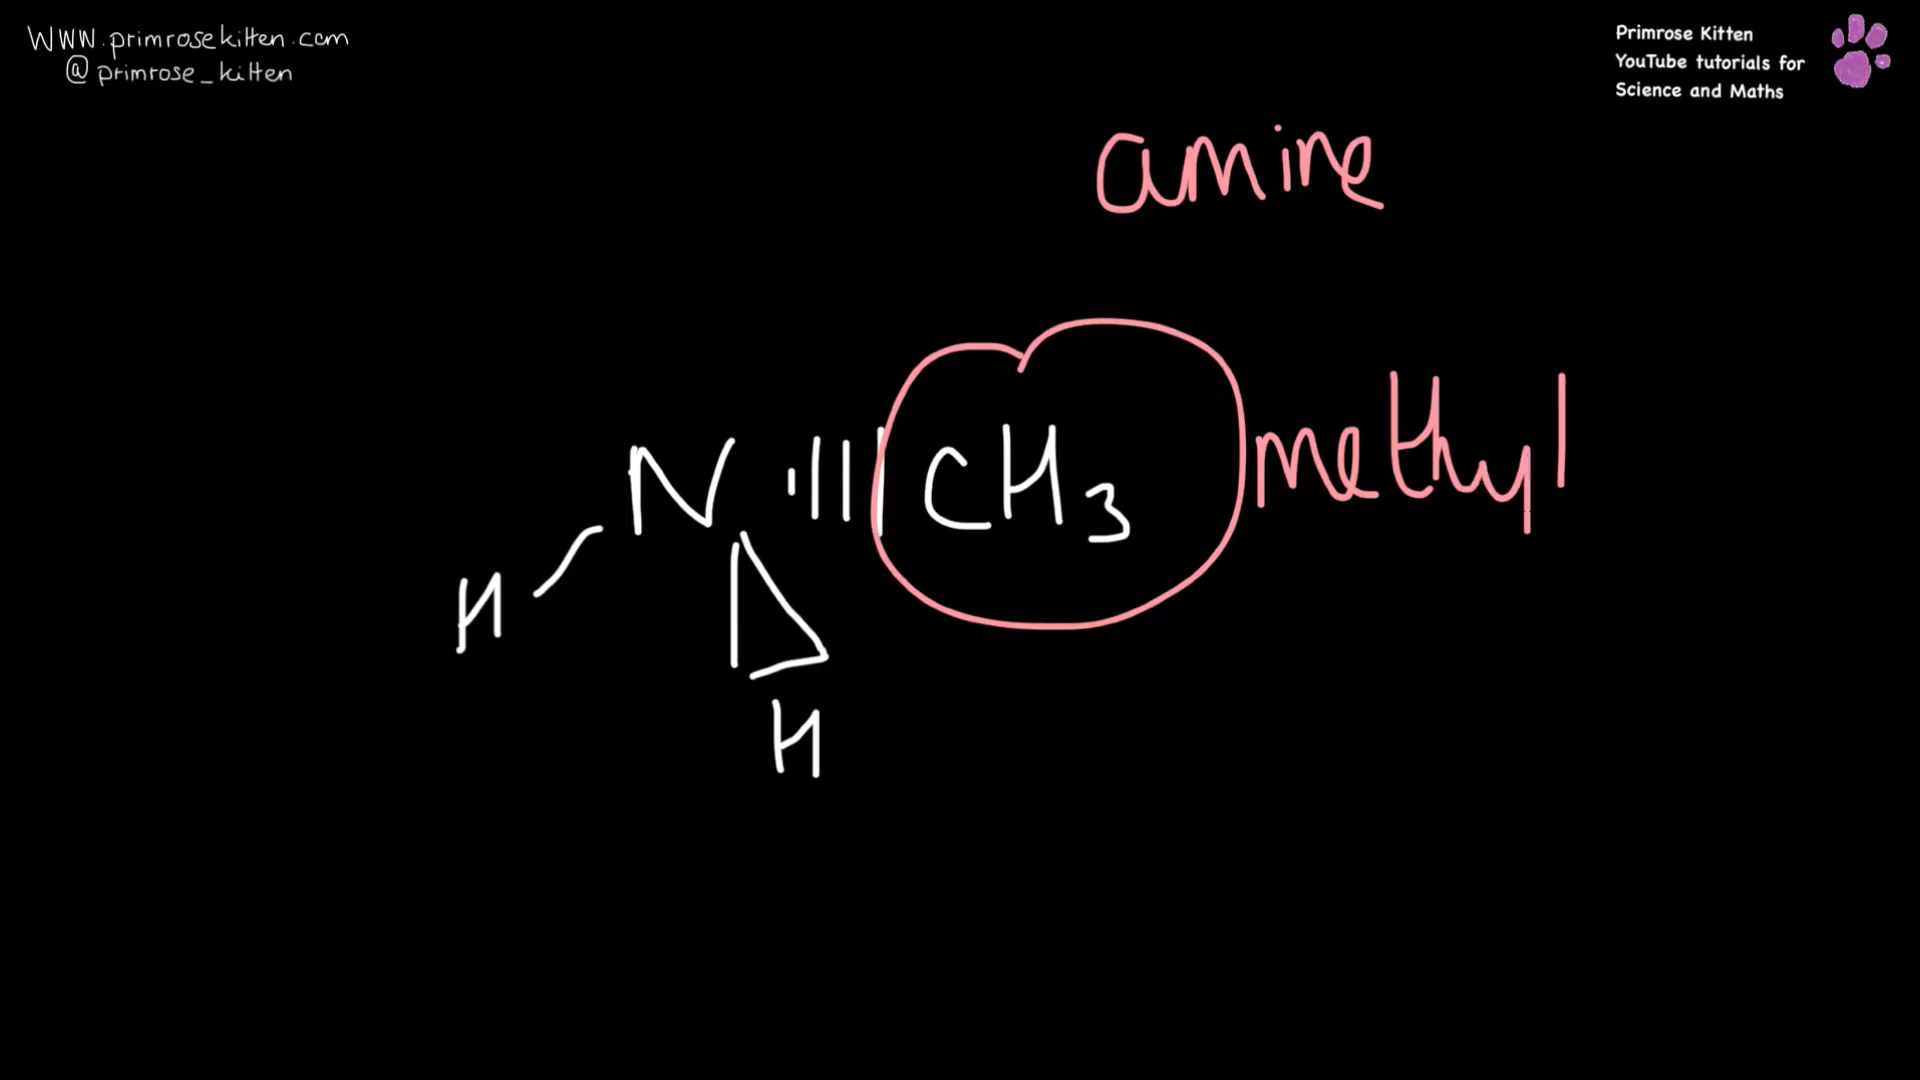 www.primrosekitten.com
@primrose_kitten
Primrose Kitten
YouTube tutorials for
Science and Maths
amine
N CH3 methyl
H
H